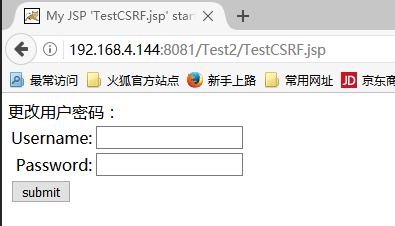 My JSP 'TestCSRF.jsp' star
192.168.4.144:8081/Test2/TestCSRF.jsp
最常访问 火狐官方站点 新手上路 常用网址 JD 京东商
更改用户密码：
Username:
Password:
submit